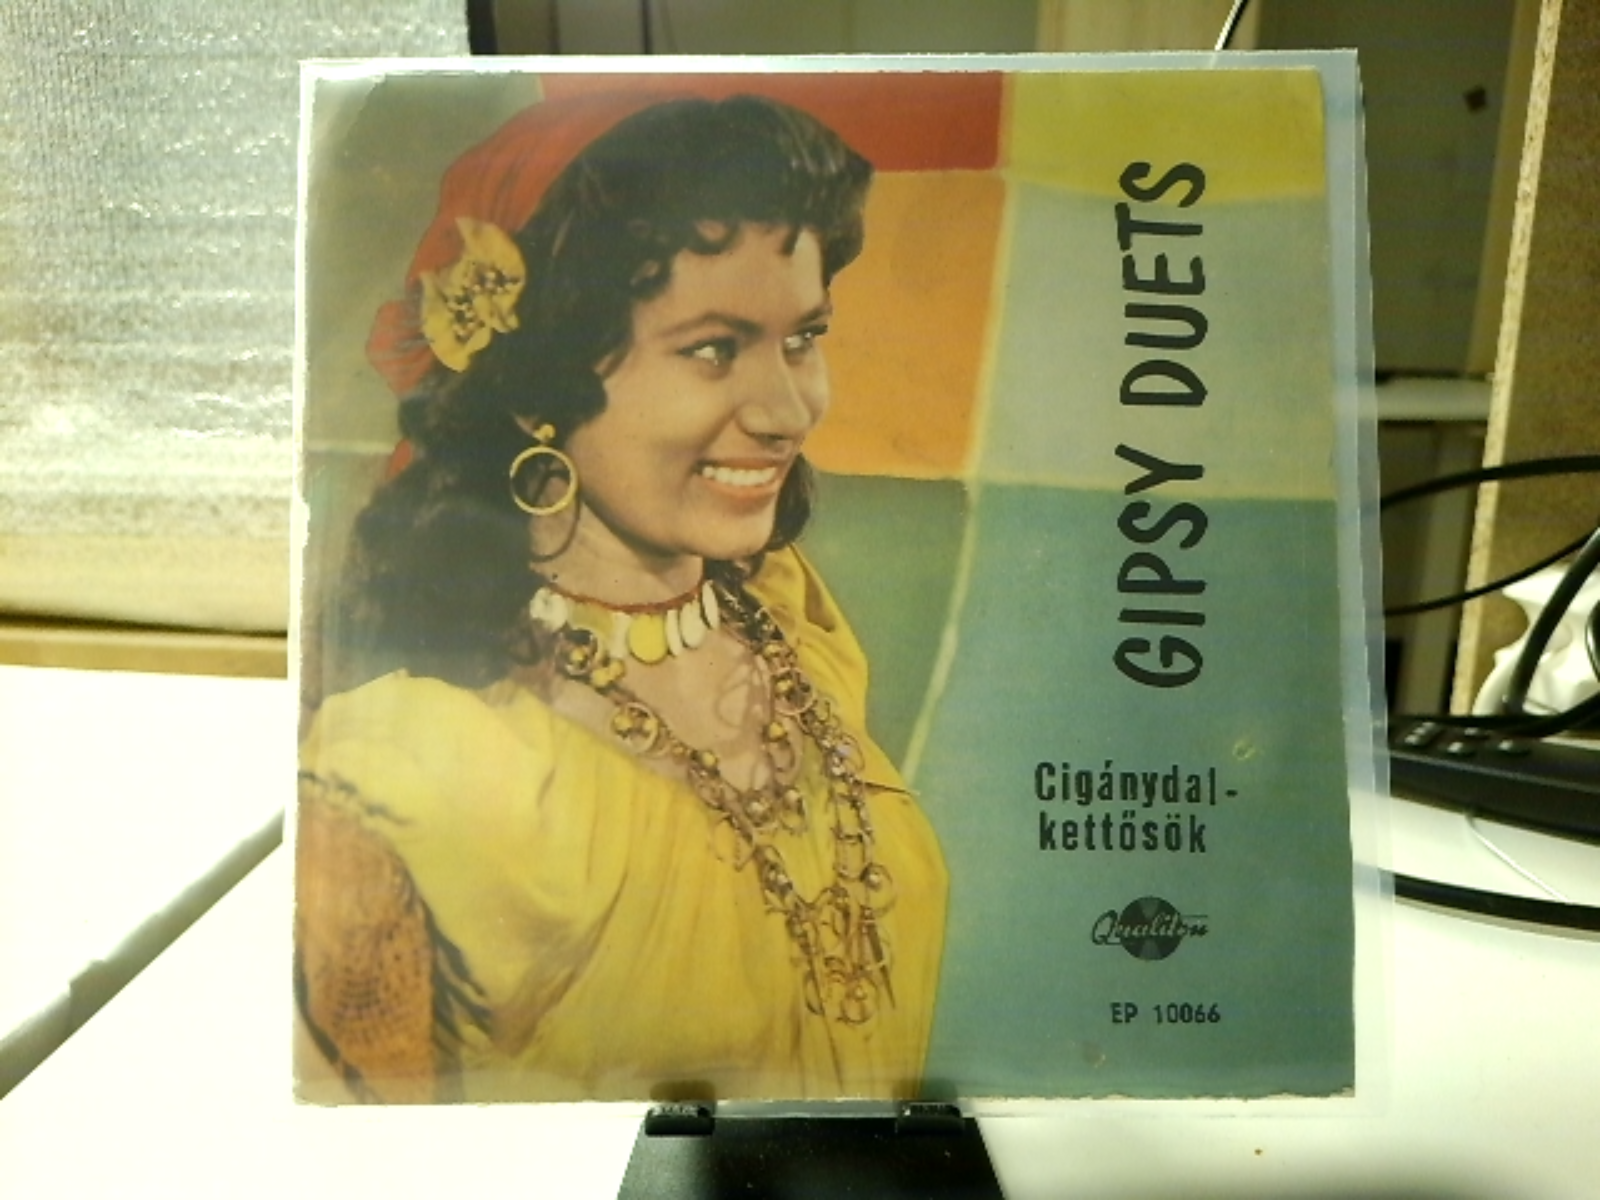 GIPSY DUETS
Cigánydal-
kettősök
Qualiton
EP 10066